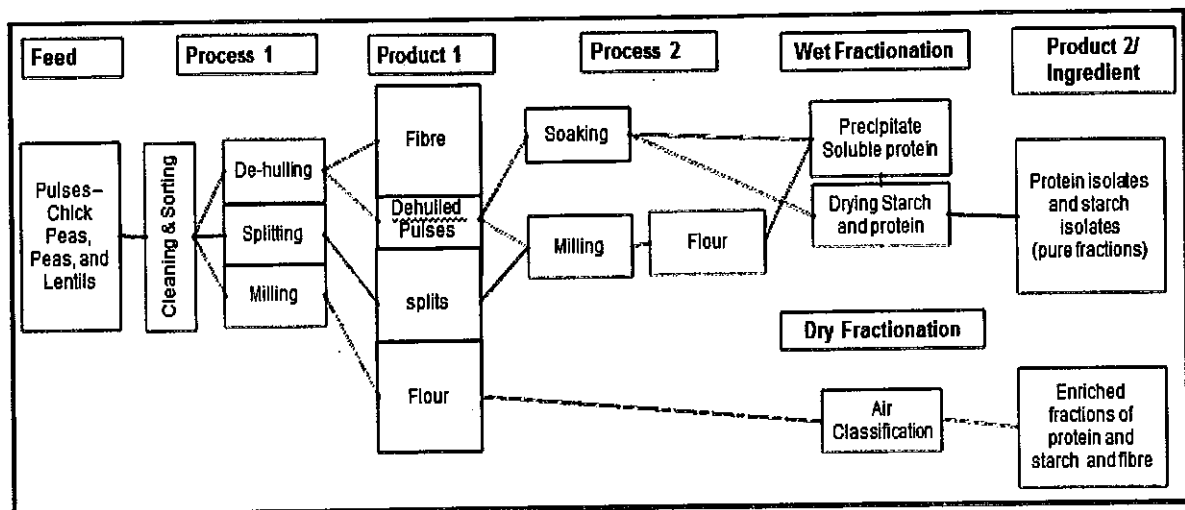 Feed
Process 1
Product 1
Process 2
Wet Fractionation
Product 2/
Ingredient
Pulses–
Chick
Peas,
Peas, and
Lentils
Cleaning & Sorting
De-hulling
Splitting
Milling
Fibre
Dehulled
Pulses
splits
Flour
Soaking
Milling
Flour
Precipitate
Soluble protein
Drying Starch
and protein
Protein isolates
and starch
isolates
(pure fractions)
Dry Fractionation
Air
Classification
Enriched
fractions of
protein and
starch and fibre